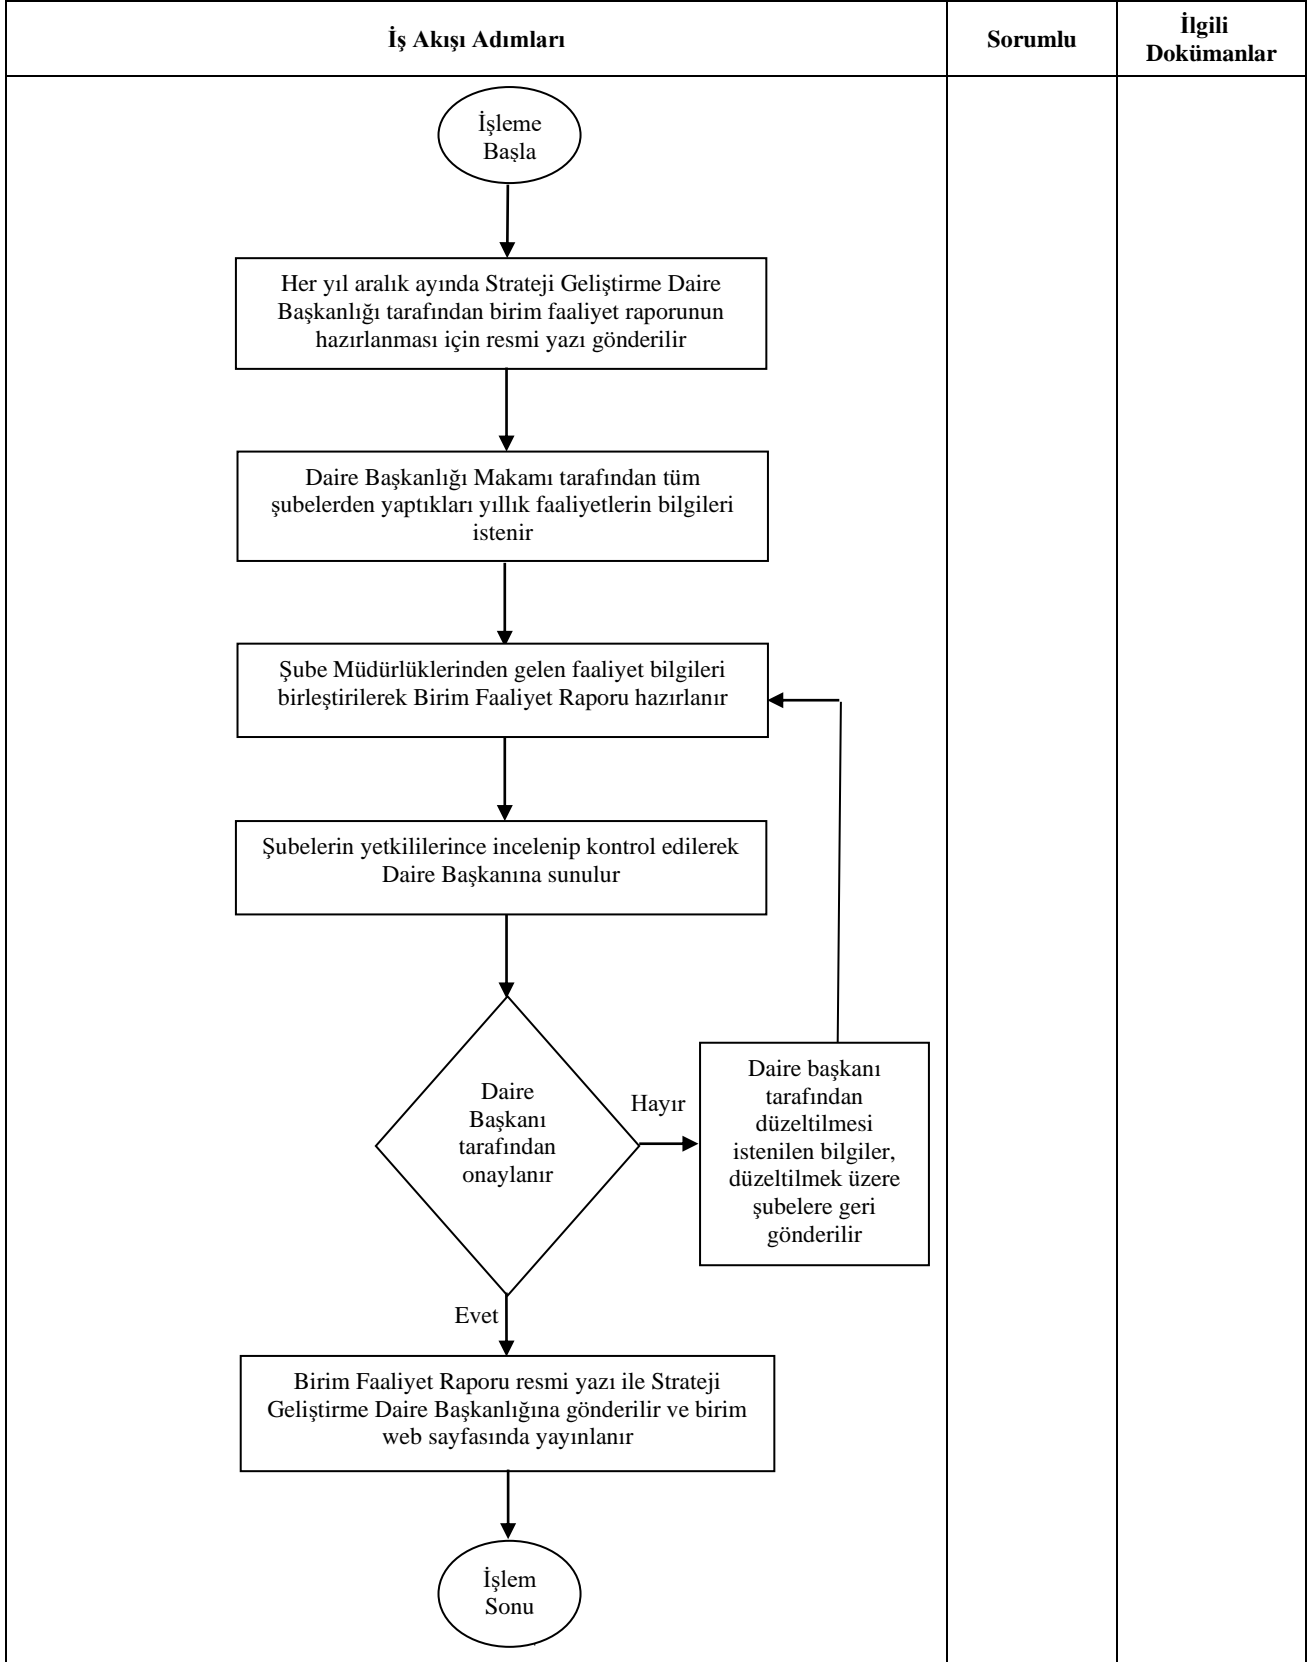 İş Akışı Adımları
Sorumlu
İlgili
Dokümanlar
İşleme
Başla
Her yıl aralık ayında Strateji Geliştirme Daire
Başkanlığı tarafından birim faaliyet raporunun
hazırlanması için resmi yazı gönderilir
Daire Başkanlığı Makamı tarafından tüm
şubelerden yaptıkları yıllık faaliyetlerin bilgileri
istenir
Şube Müdürlüklerinden gelen faaliyet bilgileri
birleştirilerek Birim Faaliyet Raporu hazırlanır
Şubelerin yetkililerince incelenip kontrol edilerek
Daire Başkanına sunulur
Daire
Başkanı
tarafından
onaylanır
Hayır
Daire başkanı
tarafından
düzeltilmesi
istenilen bilgiler,
düzeltilmek üzere
şubelere geri
gönderilir
Evet
Birim Faaliyet Raporu resmi yazı ile Strateji
Geliştirme Daire Başkanlığına gönderilir ve birim
web sayfasında yayınlanır
İşlem
Sonu